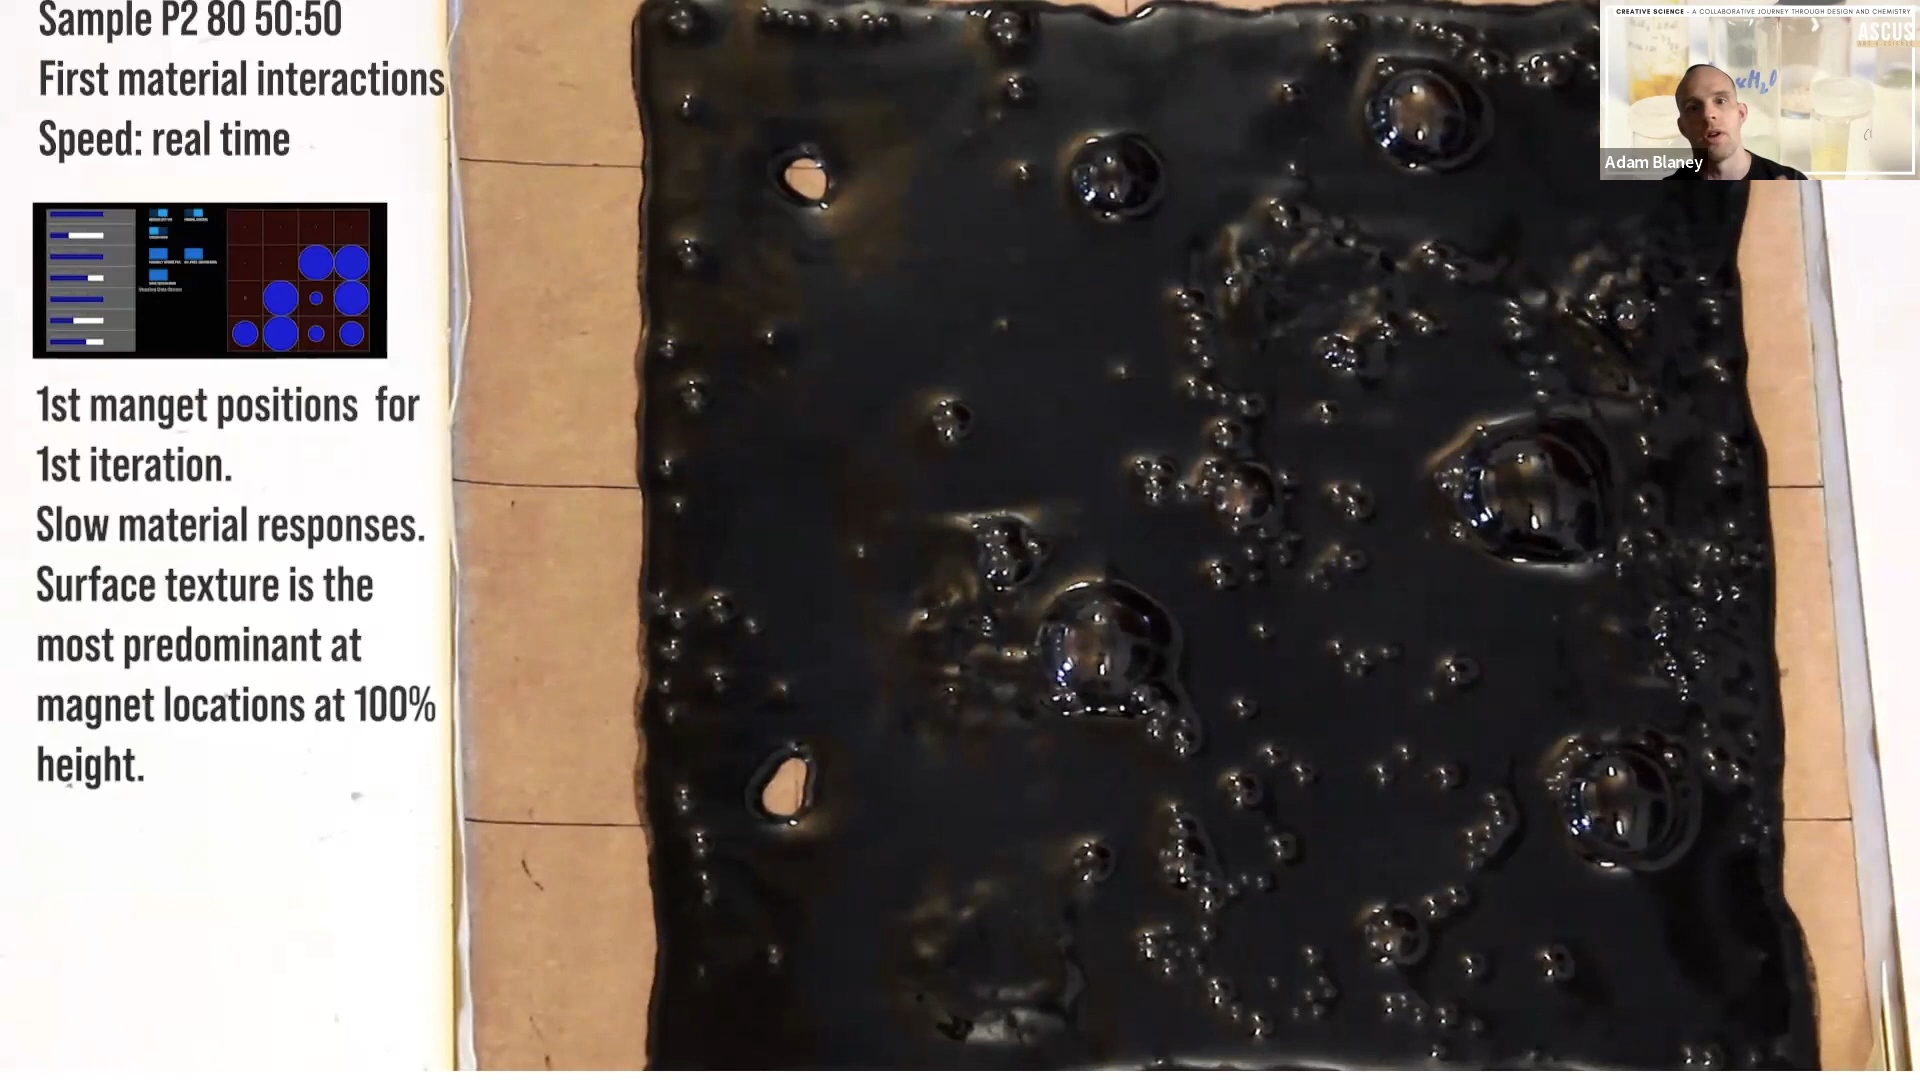 Sample P2 80 50:50
First material interactions
Speed: real time
1st manget positions for
1st iteration.
Slow material responses.
Surface texture is the
most predominant at
magnet locations at 100%
height.
CREATIVE SCIENCE - A COLLABORATIVE JOURNEY THROUGH DESIGN AND CHEMISTRY
ASCUS
H₂O
Adam Blaney